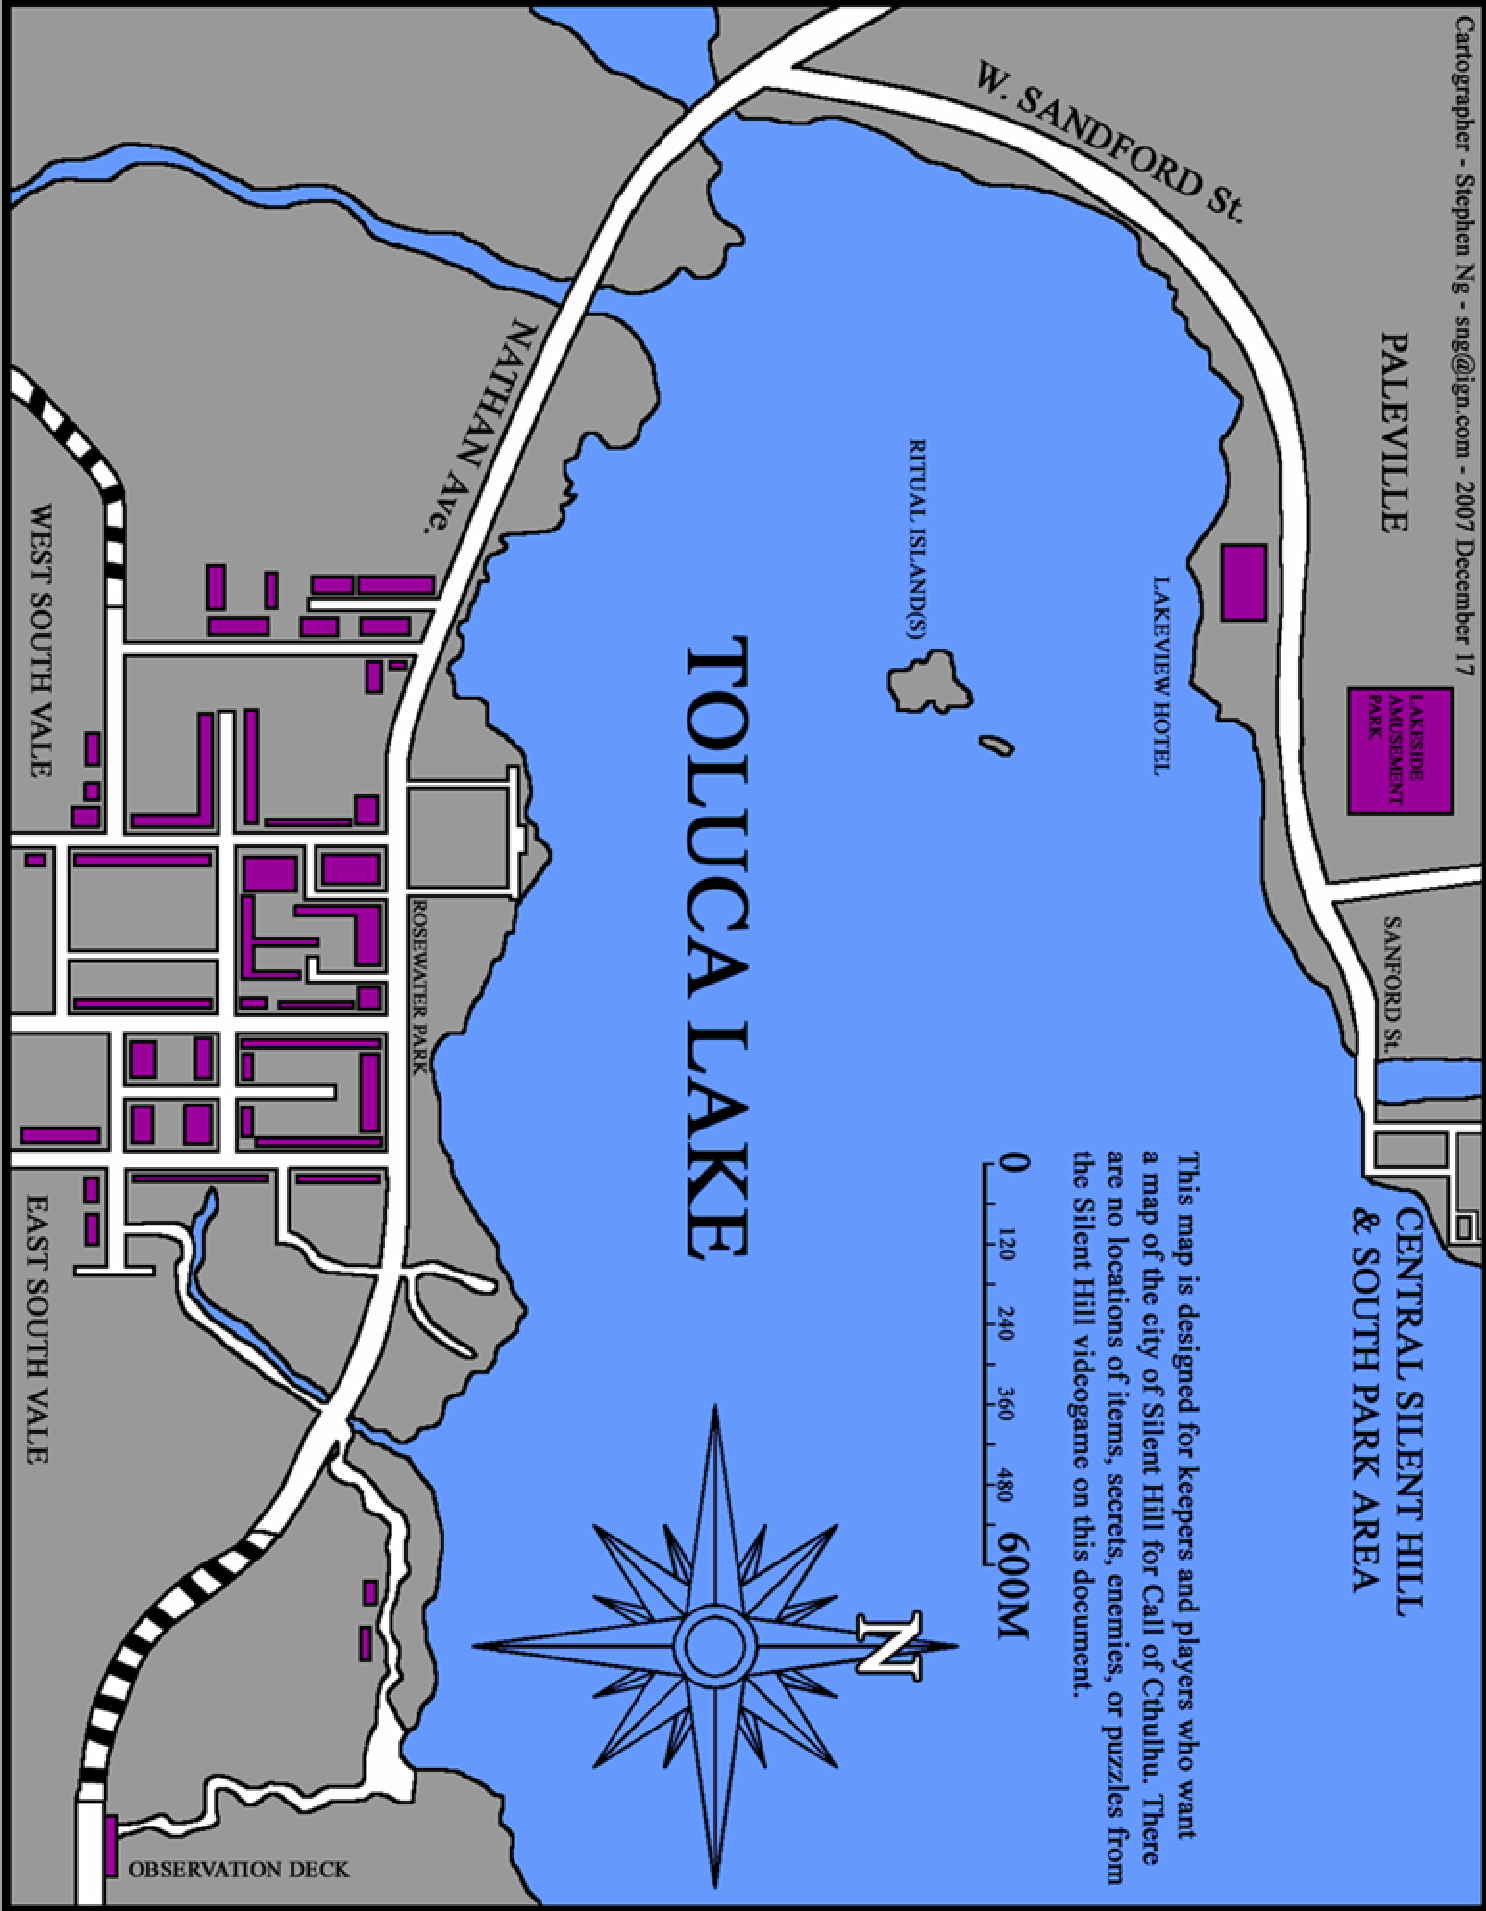 Cartographer - Stephen Ng - sng@ign.com - 2007 December 17
PALEVILLE
W. SANDFORD St.
LAKESIDE
AMUSEMENT
PARK
SANFORD St.
CENTRAL SILENT HILL
& SOUTH PARK AREA
LAKEVIEW HOTEL
This map is designed for keepers and players who want
a map of the city of Silent Hill for Call of Cthulhu. There
are no locations of items, secrets, enemies, or puzzles from
the Silent Hill videogame on this document.
RITUAL ISLAND(S)
0 120 240 360 480 600M
N
TOLUCA LAKE
NATHAN Ave.
ROSEWATER PARK
WEST SOUTH VALE
EAST SOUTH VALE
OBSERVATION DECK